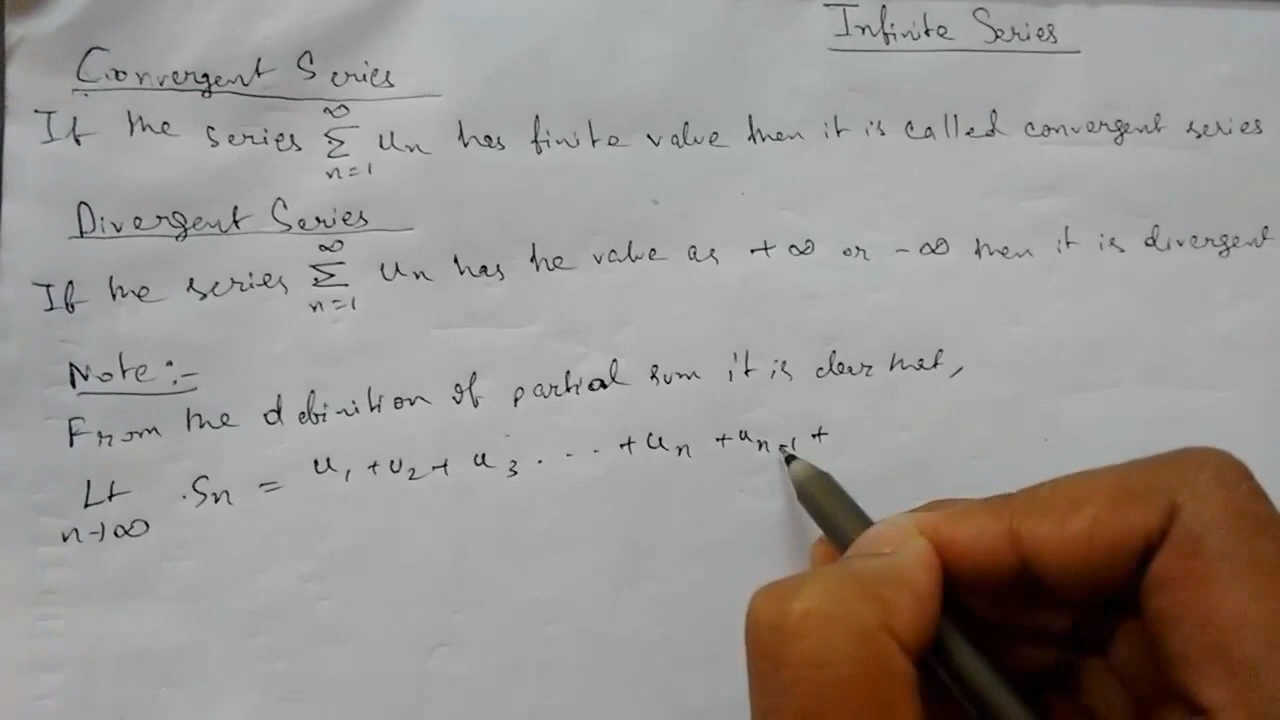 Infinite Series
Convergent Series
If the series ∞∑n=1 un has finite value then it is called convergent series
Divergent Series
If the series ∞∑n=1 un has the value as +∞ or -∞ then it is divergent
Note:-
From the definition of partial sum it is clear that,
Lt n→∞ .Sn = u1 + u2 + u3 . . . . + un + un-1 +